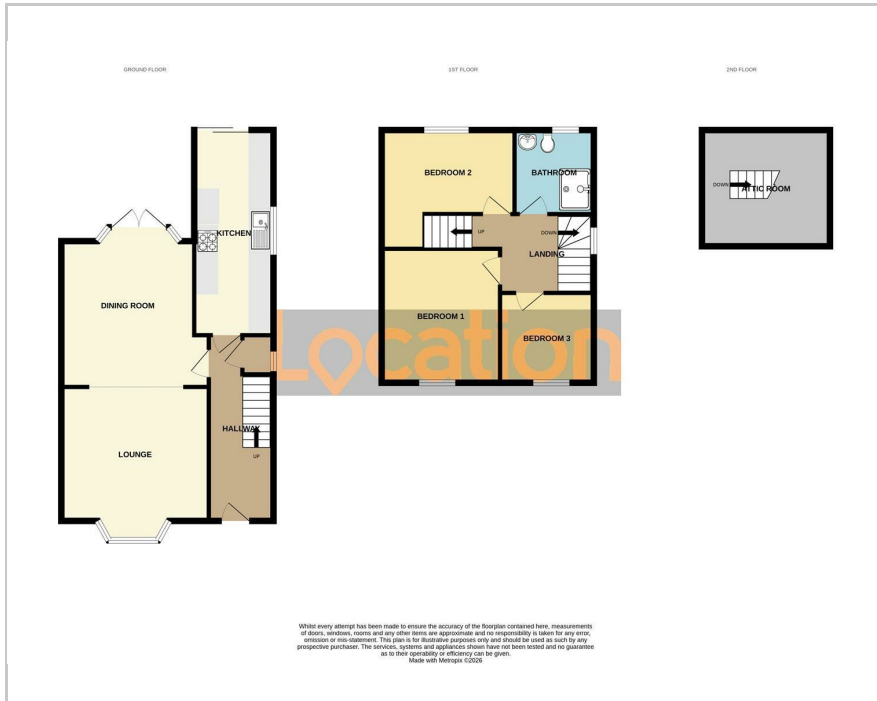 GROUND FLOOR
1ST FLOOR
2ND FLOOR
BEDROOM 2
BATHROOM
DOWN
ATTIC ROOM
KITCHEN
UP
DOWN
LANDING
DINING ROOM
BEDROOM 1
BEDROOM 3
Location
HALLWAY
LOUNGE
UP
Whilst every attempt has been made to ensure the accuracy of the floorplan contained here, measurements
of doors, windows, rooms and any other items are approximate and no responsibility is taken for any error,
omission or mis-statement. This plan is for illustrative purposes only and should be used as such by any
prospective purchaser. The services, systems and appliances shown have not been tested and no guarantee
as to their operability or efficiency can be given.
Made with Metropix ©2026